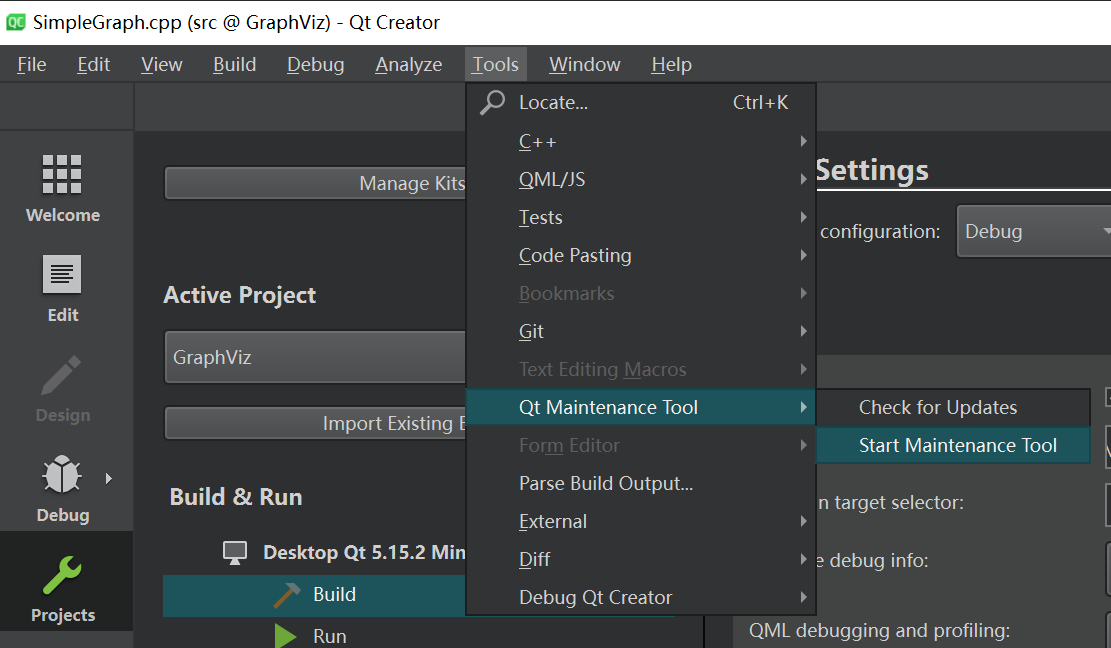 SimpleGraph.cpp (src @ GraphViz) - Qt Creator
File Edit View Build Debug Analyze Tools Window Help
Locate... Ctrl+K
C++
QML/JS
Tests
Code Pasting
Bookmarks
Git
Text Editing Macros
Qt Maintenance Tool
Form Editor
Parse Build Output...
External
Diff
Debug Qt Creator
Check for Updates
Start Maintenance Tool
Welcome
Edit
Design
Debug
Projects
Manage Kits
Active Project
GraphViz
Import Existing
Build & Run
Desktop Qt 5.15.2 Min
Build
Run
Settings
configuration: Debug
n target selector:
e debug info:
QML debugging and profiling: